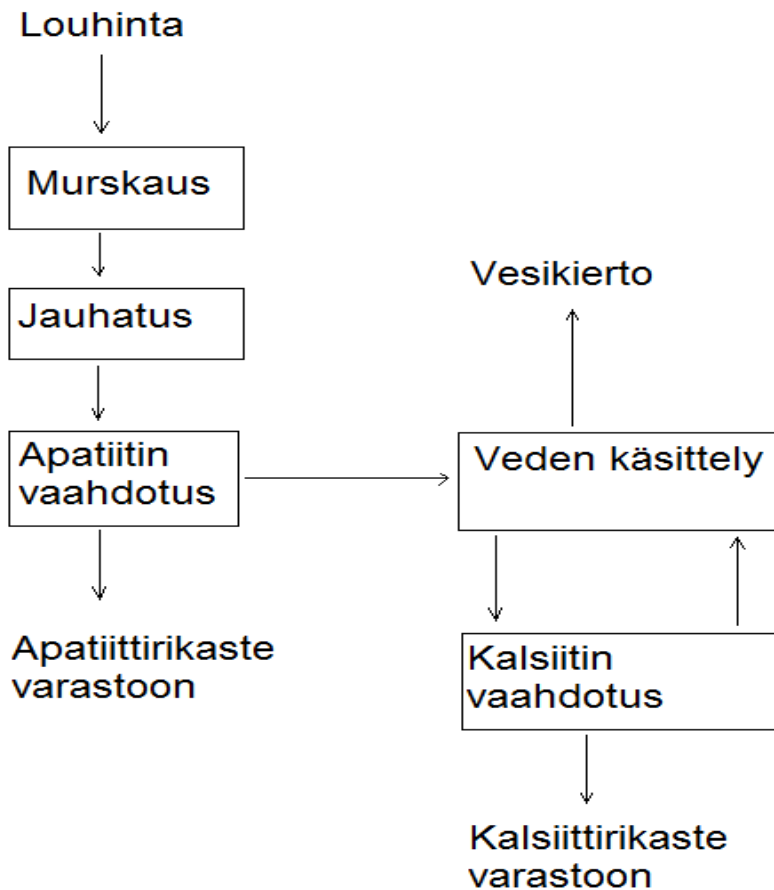 Louhinta
Murskaus
Jauhatus
Apatiitin
vaahdotus
Apatiittirikaste
varastoon
Vesikierto
Veden käsittely
Kalsiitin
vaahdotus
Kalsiittirikaste
varastoon